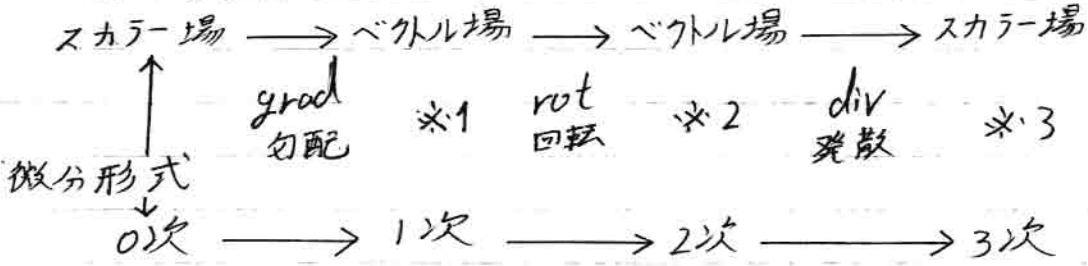 スカラー場 → ベクトル場 → ベクトル場 → スカラー場
grad ※1 rot ※2 div ※3
勾配 回転 発散
微分形式
0次 → 1次 → 2次 → 3次